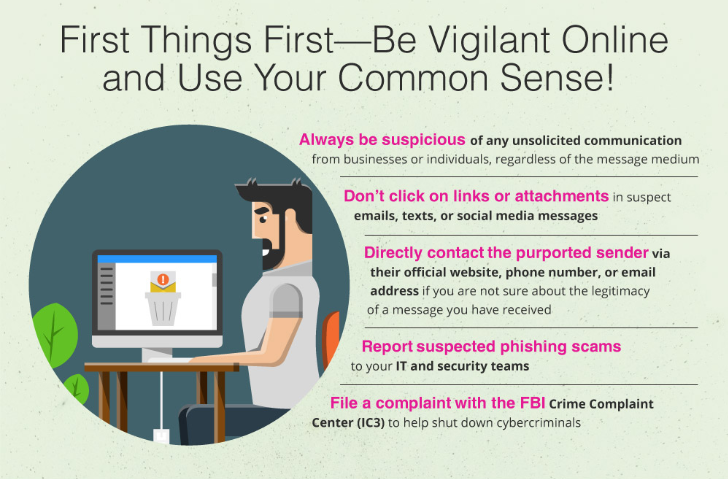 First Things First—Be Vigilant Online
and Use Your Common Sense!
Always be suspicious of any unsolicited communication
from businesses or individuals, regardless of the message medium
Don't click on links or attachments in suspect
emails, texts, or social media messages
Directly contact the purported sender via
their official website, phone number, or email
address if you are not sure about the legitimacy
of a message you have received
Report suspected phishing scams
to your IT and security teams
File a complaint with the FBI Crime Complaint
Center (IC3) to help shut down cybercriminals